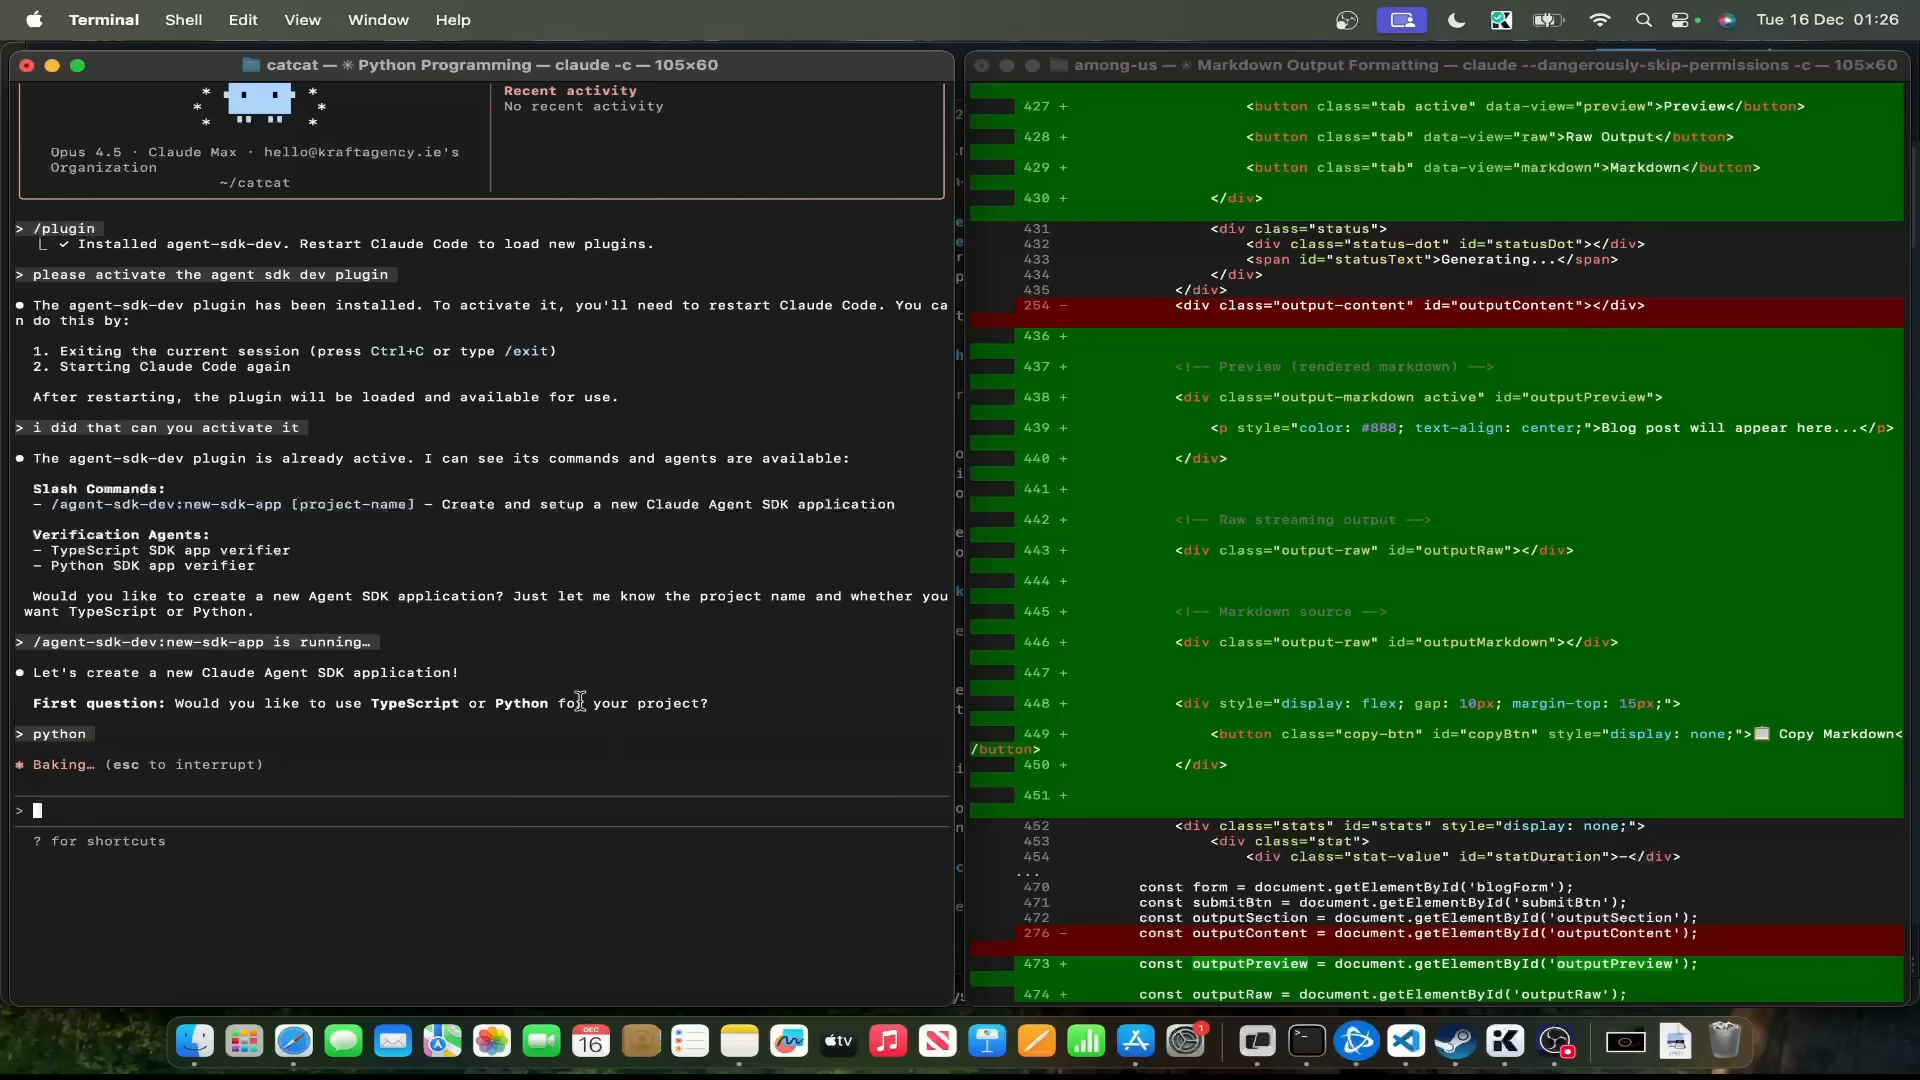 Terminal Shell Edit View Window Help Tue 16 Dec 01:26
catcat — ✳ Python Programming — claude -c — 105×60
Recent activity
No recent activity
Opus 4.5 · Claude Max · hello@kraftagency.ie's
Organization
~/catcat
> /plugin
⎿ ✓ Installed agent-sdk-dev. Restart Claude Code to load new plugins.
> please activate the agent sdk dev plugin
● The agent-sdk-dev plugin has been installed. To activate it, you'll need to restart Claude Code. You ca
n do this by:
1. Exiting the current session (press Ctrl+C or type /exit)
2. Starting Claude Code again
After restarting, the plugin will be loaded and available for use.
> i did that can you activate it
● The agent-sdk-dev plugin is already active. I can see its commands and agents are available:
Slash Commands:
- /agent-sdk-dev:new-sdk-app [project-name] - Create and setup a new Claude Agent SDK application
Verification Agents:
- TypeScript SDK app verifier
- Python SDK app verifier
Would you like to create a new Agent SDK application? Just let me know the project name and whether you
want TypeScript or Python.
> /agent-sdk-dev:new-sdk-app is running…
● Let's create a new Claude Agent SDK application!
First question: Would you like to use TypeScript or Python for your project?
> python
✽ Baking… (esc to interrupt)
>
? for shortcuts
among-us — ✳ Markdown Output Formatting — claude --dangerously-skip-permissions -c — 105×60
427 + <button class="tab active" data-view="preview">Preview</button>
428 + <button class="tab" data-view="raw">Raw Output</button>
429 + <button class="tab" data-view="markdown">Markdown</button>
430 + </div>
431 <div class="status">
432 <div class="status-dot" id="statusDot"></div>
433 <span id="statusText">Generating...</span>
434 </div>
435 </div>
254 - <div class="output-content" id="outputContent"></div>
436 +
437 + <!-- Preview (rendered markdown) -->
438 + <div class="output-markdown active" id="outputPreview">
439 + <p style="color: #888; text-align: center;">Blog post will appear here...</p>
440 + </div>
441 +
442 + <!-- Raw streaming output -->
443 + <div class="output-raw" id="outputRaw"></div>
444 +
445 + <!-- Markdown source -->
446 + <div class="output-raw" id="outputMarkdown"></div>
447 +
448 + <div style="display: flex; gap: 10px; margin-top: 15px;">
449 + <button class="copy-btn" id="copyBtn" style="display: none;">📋 Copy Markdown<
/button>
450 + </div>
451 +
452 <div class="stats" id="stats" style="display: none;">
453 <div class="stat">
454 <div class="stat-value" id="statDuration">-</div>
...
470 const form = document.getElementById('blogForm');
471 const submitBtn = document.getElementById('submitBtn');
472 const outputSection = document.getElementById('outputSection');
276 - const outputContent = document.getElementById('outputContent');
473 + const outputPreview = document.getElementById('outputPreview');
474 + const outputRaw = document.getElementById('outputRaw');
DEC
16
tv
1